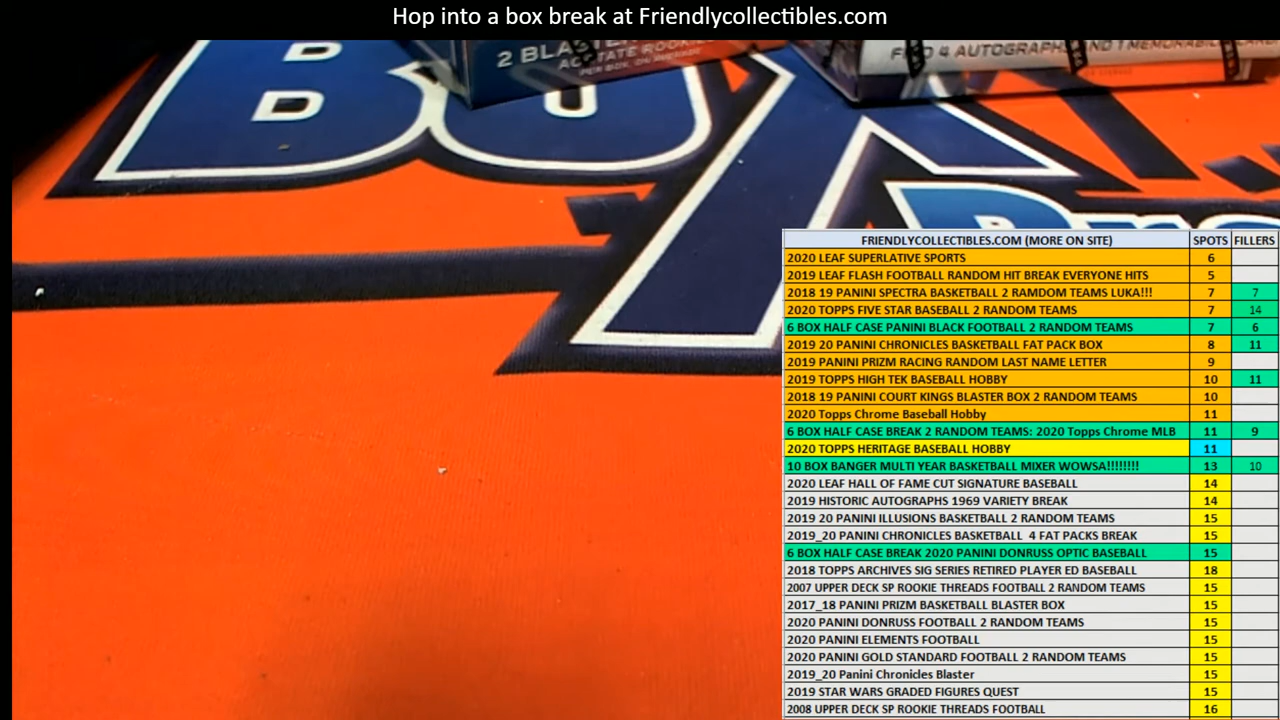 Hop into a box break at Friendlycollectibles.com
2 BLASTER
ACETATE ROOKIES
PER BOX, ON AVERAGE
FIND 4 AUTOGRAPHS AND 1 MEMORABILIA CARD
FRIENDLYCOLLECTIBLES.COM (MORE ON SITE) SPOTS FILLERS
2020 LEAF SUPERLATIVE SPORTS 6
2019 LEAF FLASH FOOTBALL RANDOM HIT BREAK EVERYONE HITS 5
2018 19 PANINI SPECTRA BASKETBALL 2 RAMDOM TEAMS LUKA!!! 7 7
2020 TOPPS FIVE STAR BASEBALL 2 RANDOM TEAMS 7 14
6 BOX HALF CASE PANINI BLACK FOOTBALL 2 RANDOM TEAMS 7 6
2019 20 PANINI CHRONICLES BASKETBALL FAT PACK BOX 8 11
2019 PANINI PRIZM RACING RANDOM LAST NAME LETTER 9
2019 TOPPS HIGH TEK BASEBALL HOBBY 10 11
2018 19 PANINI COURT KINGS BLASTER BOX 2 RANDOM TEAMS 10
2020 Topps Chrome Baseball Hobby 11
6 BOX HALF CASE BREAK 2 RANDOM TEAMS: 2020 Topps Chrome MLB 11 9
2020 TOPPS HERITAGE BASEBALL HOBBY 11
10 BOX BANGER MULTI YEAR BASKETBALL MIXER WOWSA!!!!!!!! 13 10
2020 LEAF HALL OF FAME CUT SIGNATURE BASEBALL 14
2019 HISTORIC AUTOGRAPHS 1969 VARIETY BREAK 14
2019 20 PANINI ILLUSIONS BASKETBALL 2 RANDOM TEAMS 15
2019_20 PANINI CHRONICLES BASKETBALL 4 FAT PACKS BREAK 15
6 BOX HALF CASE BREAK 2020 PANINI DONRUSS OPTIC BASEBALL 15
2018 TOPPS ARCHIVES SIG SERIES RETIRED PLAYER ED BASEBALL 18
2007 UPPER DECK SP ROOKIE THREADS FOOTBALL 2 RANDOM TEAMS 15
2017_18 PANINI PRIZM BASKETBALL BLASTER BOX 15
2020 PANINI DONRUSS FOOTBALL 2 RANDOM TEAMS 15
2020 PANINI ELEMENTS FOOTBALL 15
2020 PANINI GOLD STANDARD FOOTBALL 2 RANDOM TEAMS 15
2019_20 Panini Chronicles Blaster 15
2019 STAR WARS GRADED FIGURES QUEST 15
2008 UPPER DECK SP ROOKIE THREADS FOOTBALL 16